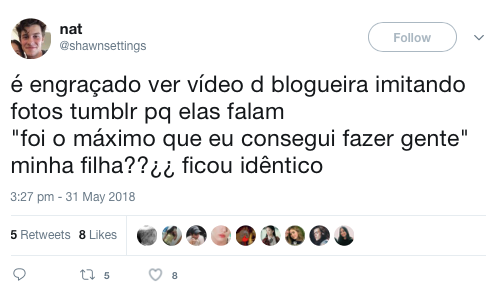 nat
@shawnsettings
Follow
é engraçado ver vídeo d blogueira imitando
fotos tumblr pq elas falam
"foi o máximo que eu consegui fazer gente"
minha filha??¿¿ ficou idêntico
3:27 pm - 31 May 2018
5 Retweets 8 Likes
5 8